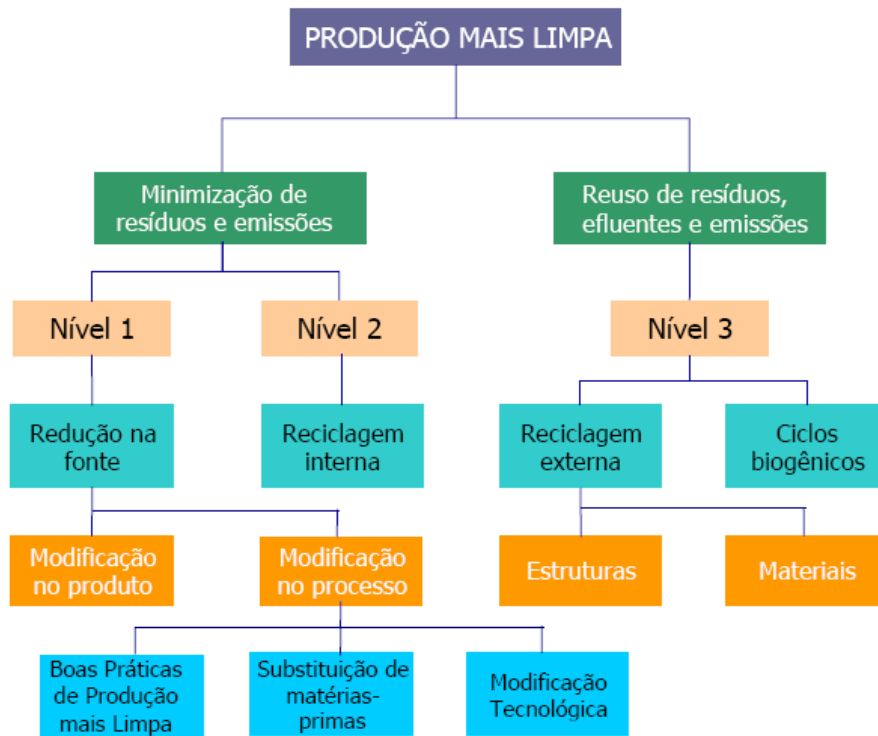 PRODUÇÃO MAIS LIMPA
Minimização de
resíduos e emissões
Reuso de resíduos,
efluentes e emissões
Nível 1
Nível 2
Nível 3
Redução na
fonte
Reciclagem
interna
Reciclagem
externa
Ciclos
biogênicos
Modificação
no produto
Modificação
no processo
Estruturas
Materiais
Boas Práticas
de Produção
mais Limpa
Substituição de
matérias-
primas
Modificação
Tecnológica